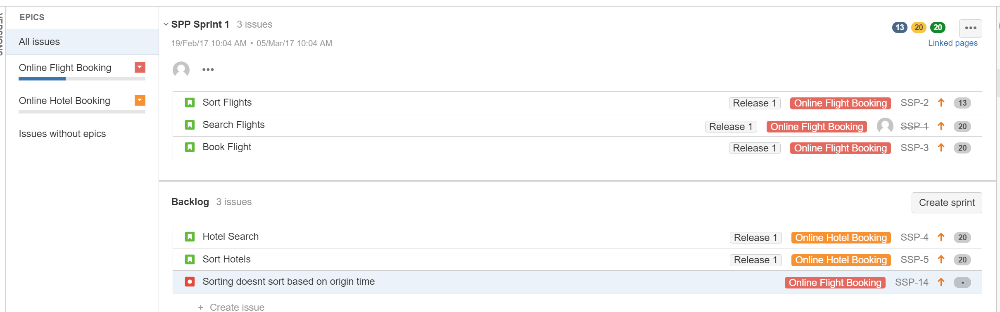 VERSIONS
EPICS
All issues
Online Flight Booking
Online Hotel Booking
Issues without epics
SPP Sprint 1 3 issues
13 20 20 •••
19/Feb/17 10:04 AM • 05/Mar/17 10:04 AM
Linked pages
•••
Sort Flights Release 1 Online Flight Booking SSP-2 13
Search Flights Release 1 Online Flight Booking SSP-1 20
Book Flight Release 1 Online Flight Booking SSP-3 20
Backlog 3 issues
Create sprint
Hotel Search Release 1 Online Hotel Booking SSP-4 20
Sort Hotels Release 1 Online Hotel Booking SSP-5 20
Sorting doesnt sort based on origin time Online Flight Booking SSP-14 -
+ Create issue